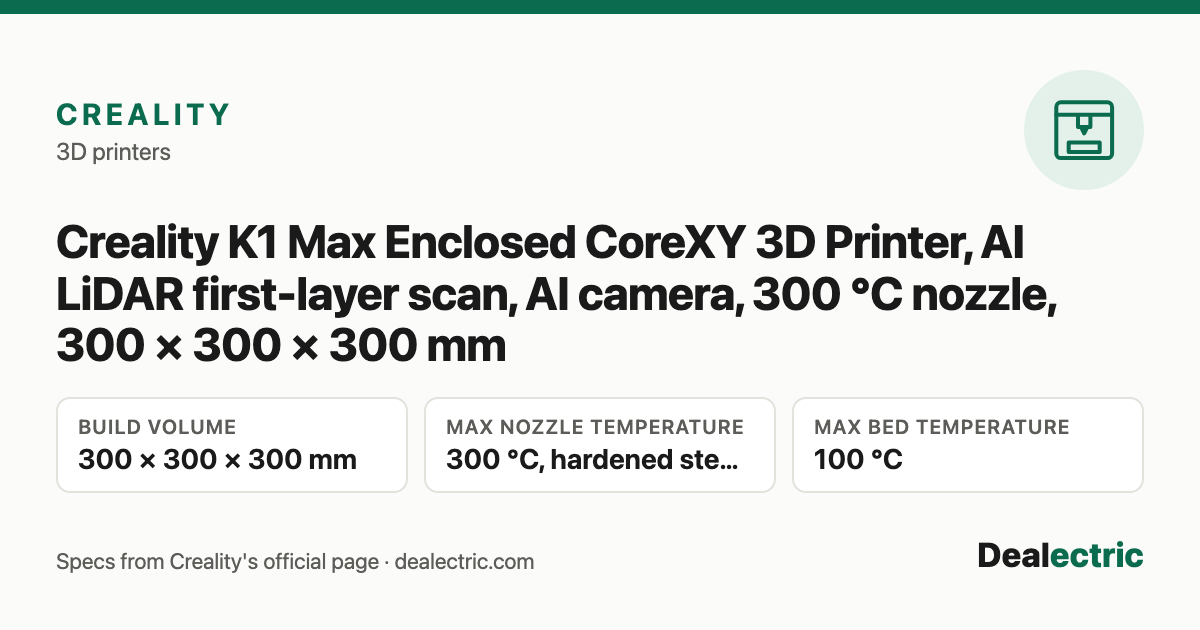 CREALITY
3D printers
Creality K1 Max Enclosed CoreXY 3D Printer, AI
LiDAR first-layer scan, AI camera, 300 °C nozzle,
300 × 300 × 300 mm
BUILD VOLUME
300 × 300 × 300 mm
MAX NOZZLE TEMPERATURE
300 °C, hardened ste...
MAX BED TEMPERATURE
100 °C
Specs from Creality's official page · dealectric.com
Dealectric